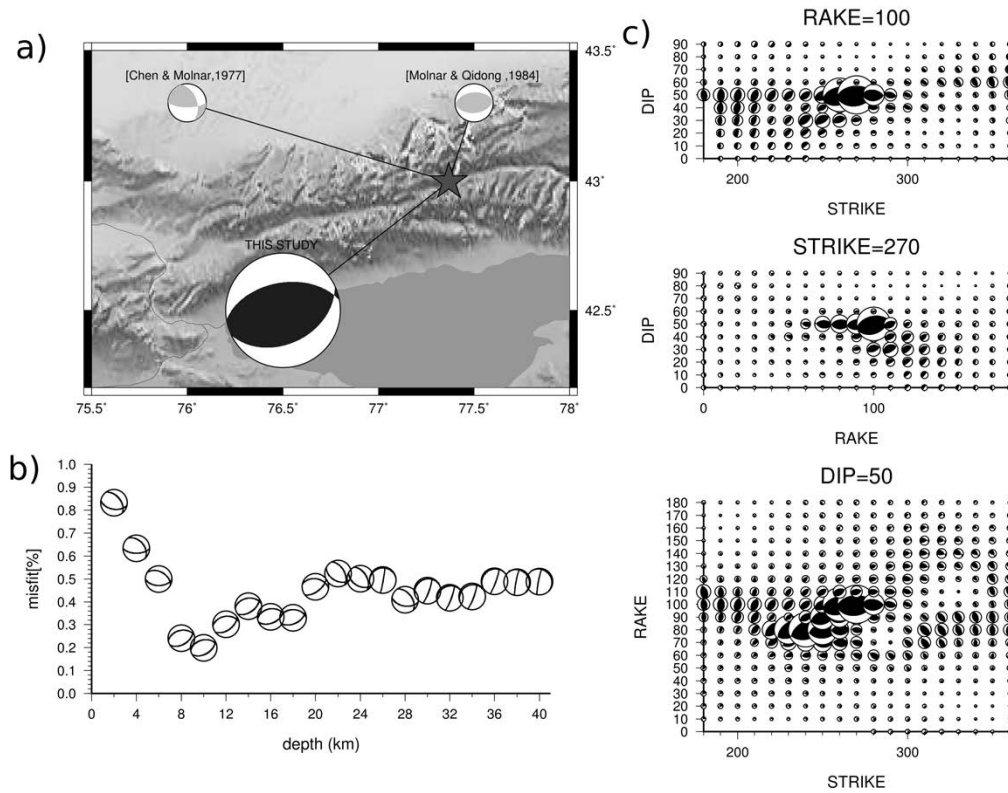 a)
[Chen & Molnar,1977]
[Molnar & Qidong ,1984]
THIS STUDY
43.5˚
43˚
42.5˚
75.5˚ 76˚ 76.5˚ 77˚ 77.5˚ 78˚
b)
misfit[%]
1.0
0.9
0.8
0.7
0.6
0.5
0.4
0.3
0.2
0.1
0.0
0 4 8 12 16 20 24 28 32 36 40
depth (km)
c)
RAKE=100
DIP
90
80
70
60
50
40
30
20
10
0
200 300
STRIKE
STRIKE=270
DIP
90
80
70
60
50
40
30
20
10
0
0 100
RAKE
DIP=50
RAKE
180
170
160
150
140
130
120
110
100
90
80
70
60
50
40
30
20
10
0
200 300
STRIKE